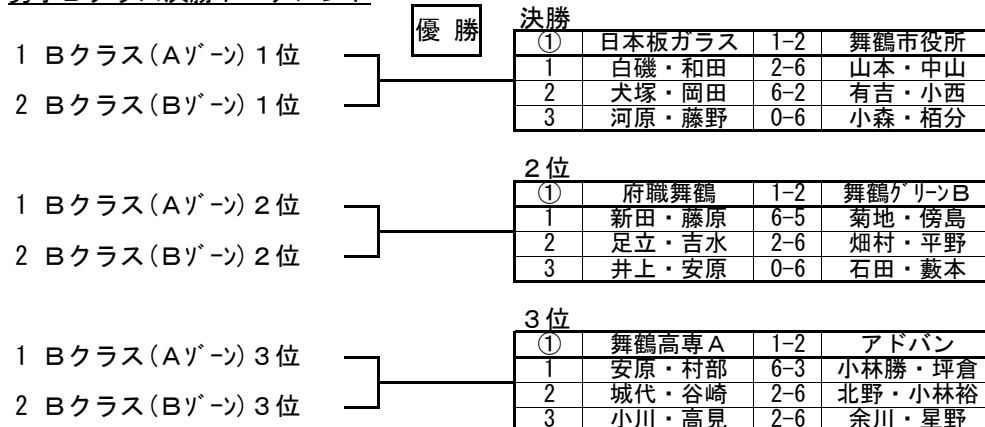 優 勝
1 Bクラス(Aゾーン)1位
2 Bクラス(Bゾーン)1位
決勝
① 日本板ガラス 1-2 舞鶴市役所
1 白磯・和田 2-6 山本・中山
2 犬塚・岡田 6-2 有吉・小西
3 河原・藤野 0-6 小森・栢分
1 Bクラス(Aゾーン)2位
2 Bクラス(Bゾーン)2位
2位
① 府職舞鶴 1-2 舞鶴グリーンB
1 新田・藤原 6-5 菊地・傍島
2 足立・吉水 2-6 畑村・平野
3 井上・安原 0-6 石田・藪本
1 Bクラス(Aゾーン)3位
2 Bクラス(Bゾーン)3位
3位
① 舞鶴高専A 1-2 アドバン
1 安原・村部 6-3 小林勝・坪倉
2 城代・谷崎 2-6 北野・小林裕
3 小川・高見 2-6 余川・星野